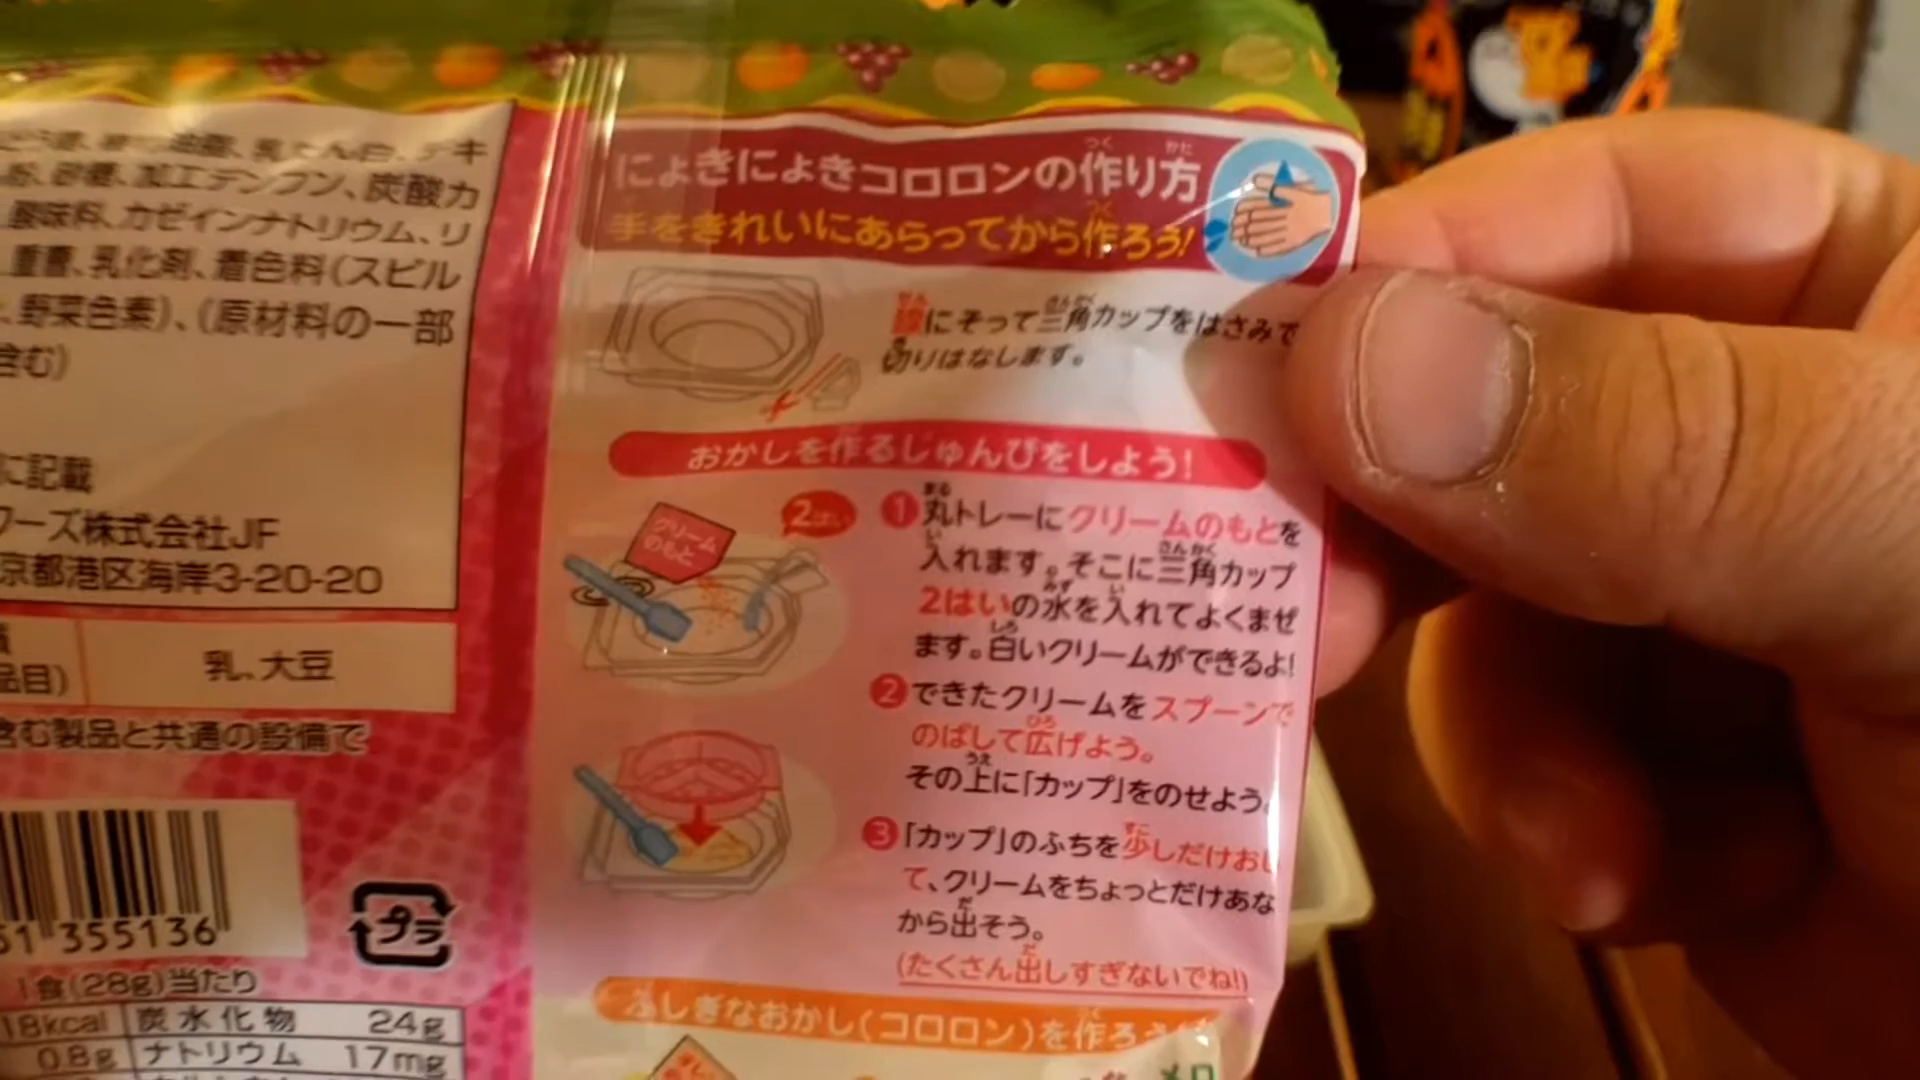 加工デンプン、炭酸カ
酸味料、カゼインナトリウム、リ
乳化剤、着色料(スピル
野菜色素)、(原材料の一部
含む)
に記載
フーズ株式会社JF
京都港区海岸3-20-20
品目)
乳、大豆
含む製品と共通の設備で
51 355136
プラ
1食(28g)当たり
18kcal 炭水化物 24g
0.8g ナトリウム 17mg
にょきにょきコロロンの作り方
手をきれいにあらってから作ろう!
線にそって三角カップをはさみで
切りはなします。
おかしを作るじゅんびをしよう!
クリームのもと
2はい
1 丸トレーにクリームのもとを
入れます。そこに三角カップ
2はいの水を入れてよくまぜ
ます。白いクリームができるよ!
2 できたクリームをスプーンで
のばして広げよう。
その上に「カップ」をのせよう。
3 「カップ」のふちを少しだけおし
て、クリームをちょっとだけあな
から出そう。
(たくさん出しすぎないでね!)
ふしぎなおかし(コロロン)を作ろう!